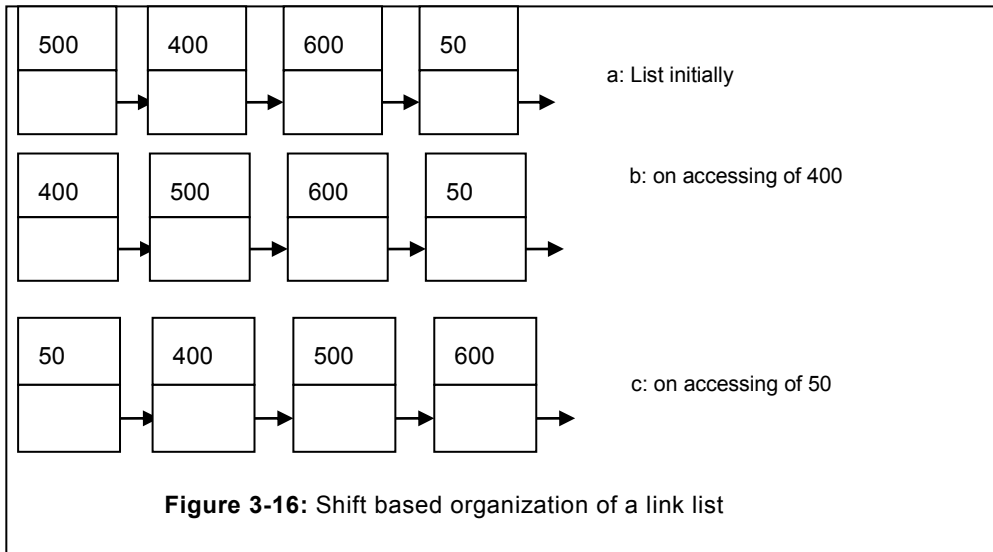 500 400 600 50
a: List initially
400 500 600 50
b: on accessing of 400
50 400 500 600
c: on accessing of 50
Figure 3-16: Shift based organization of a link list